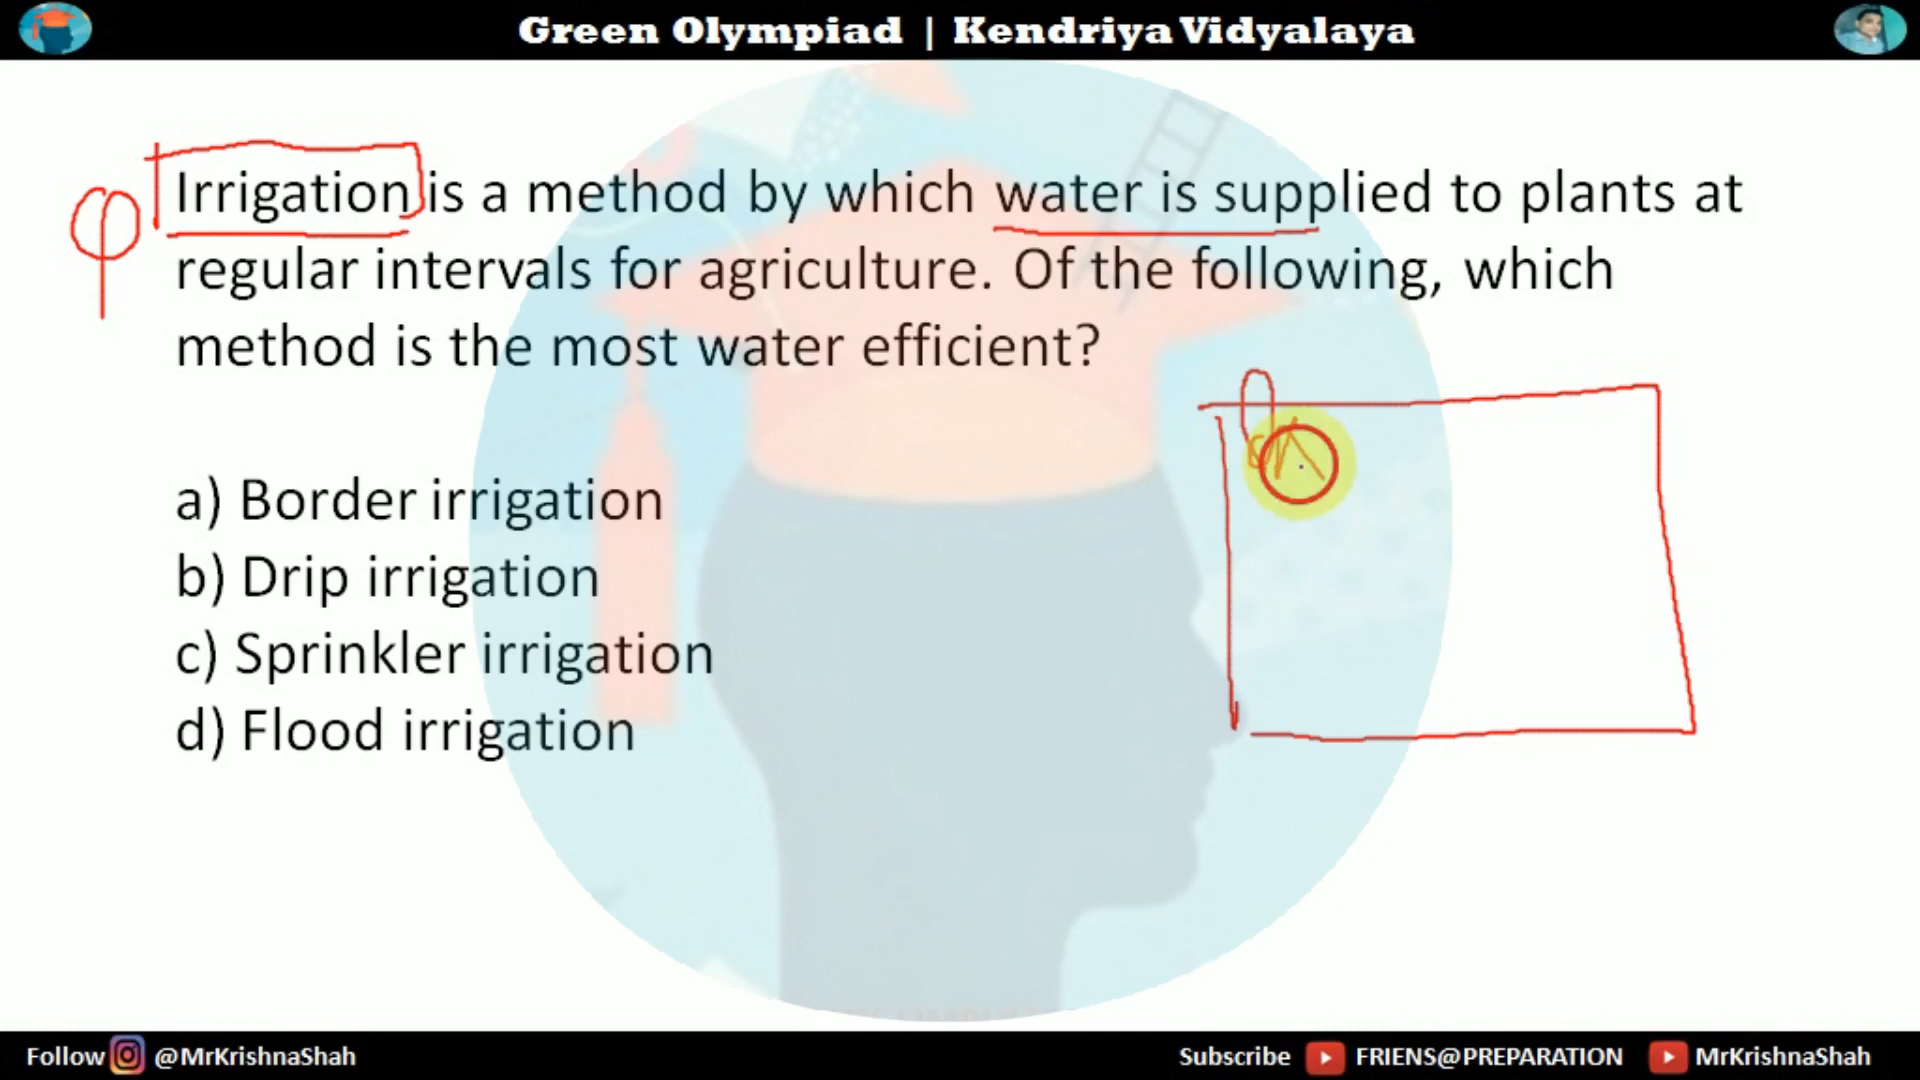 Green Olympiad | Kendriya Vidyalaya
Irrigation is a method by which water is supplied to plants at
regular intervals for agriculture. Of the following, which
method is the most water efficient?
a) Border irrigation
b) Drip irrigation
c) Sprinkler irrigation
d) Flood irrigation
Follow @MrKrishnaShah
Subscribe FRIENS@PREPARATION MrKrishnaShah